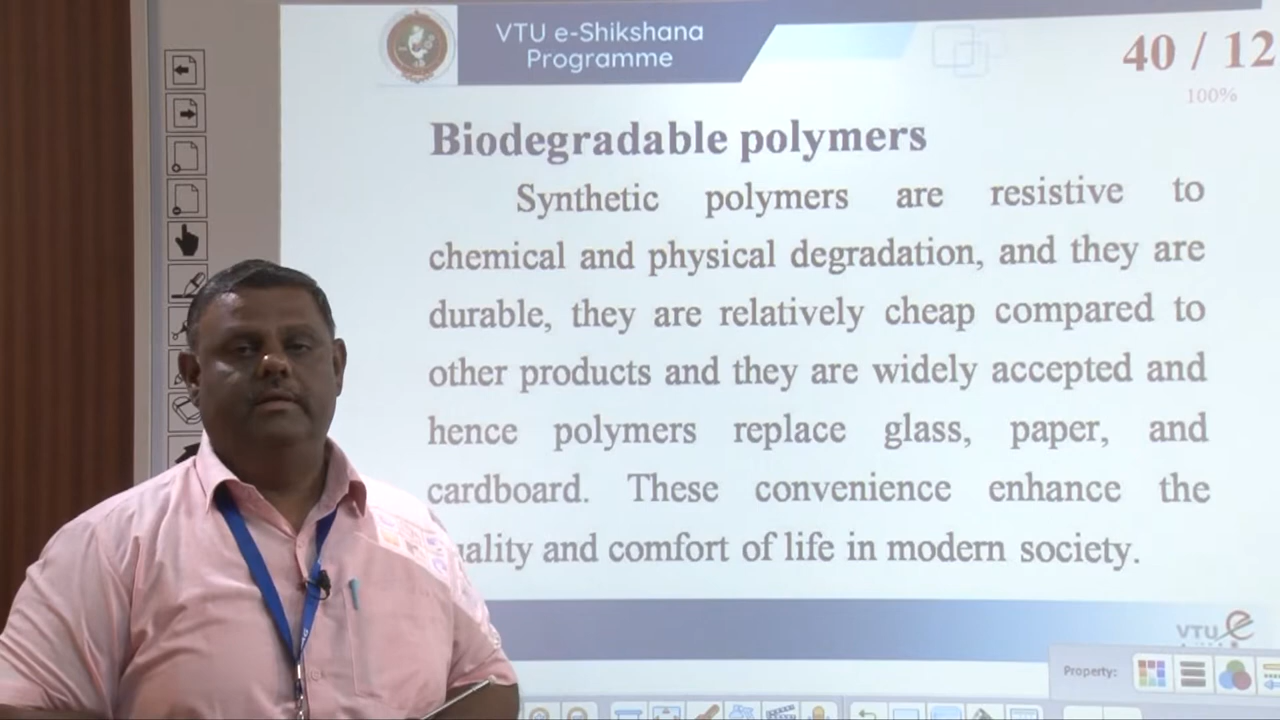 VTU e-Shikshana
Programme
40 / 12
100%
Biodegradable polymers
Synthetic polymers are resistive to
chemical and physical degradation, and they are
durable, they are relatively cheap compared to
other products and they are widely accepted and
hence polymers replace glass, paper, and
cardboard. These convenience enhance the
uality and comfort of life in modern society.
VTU e
Property: